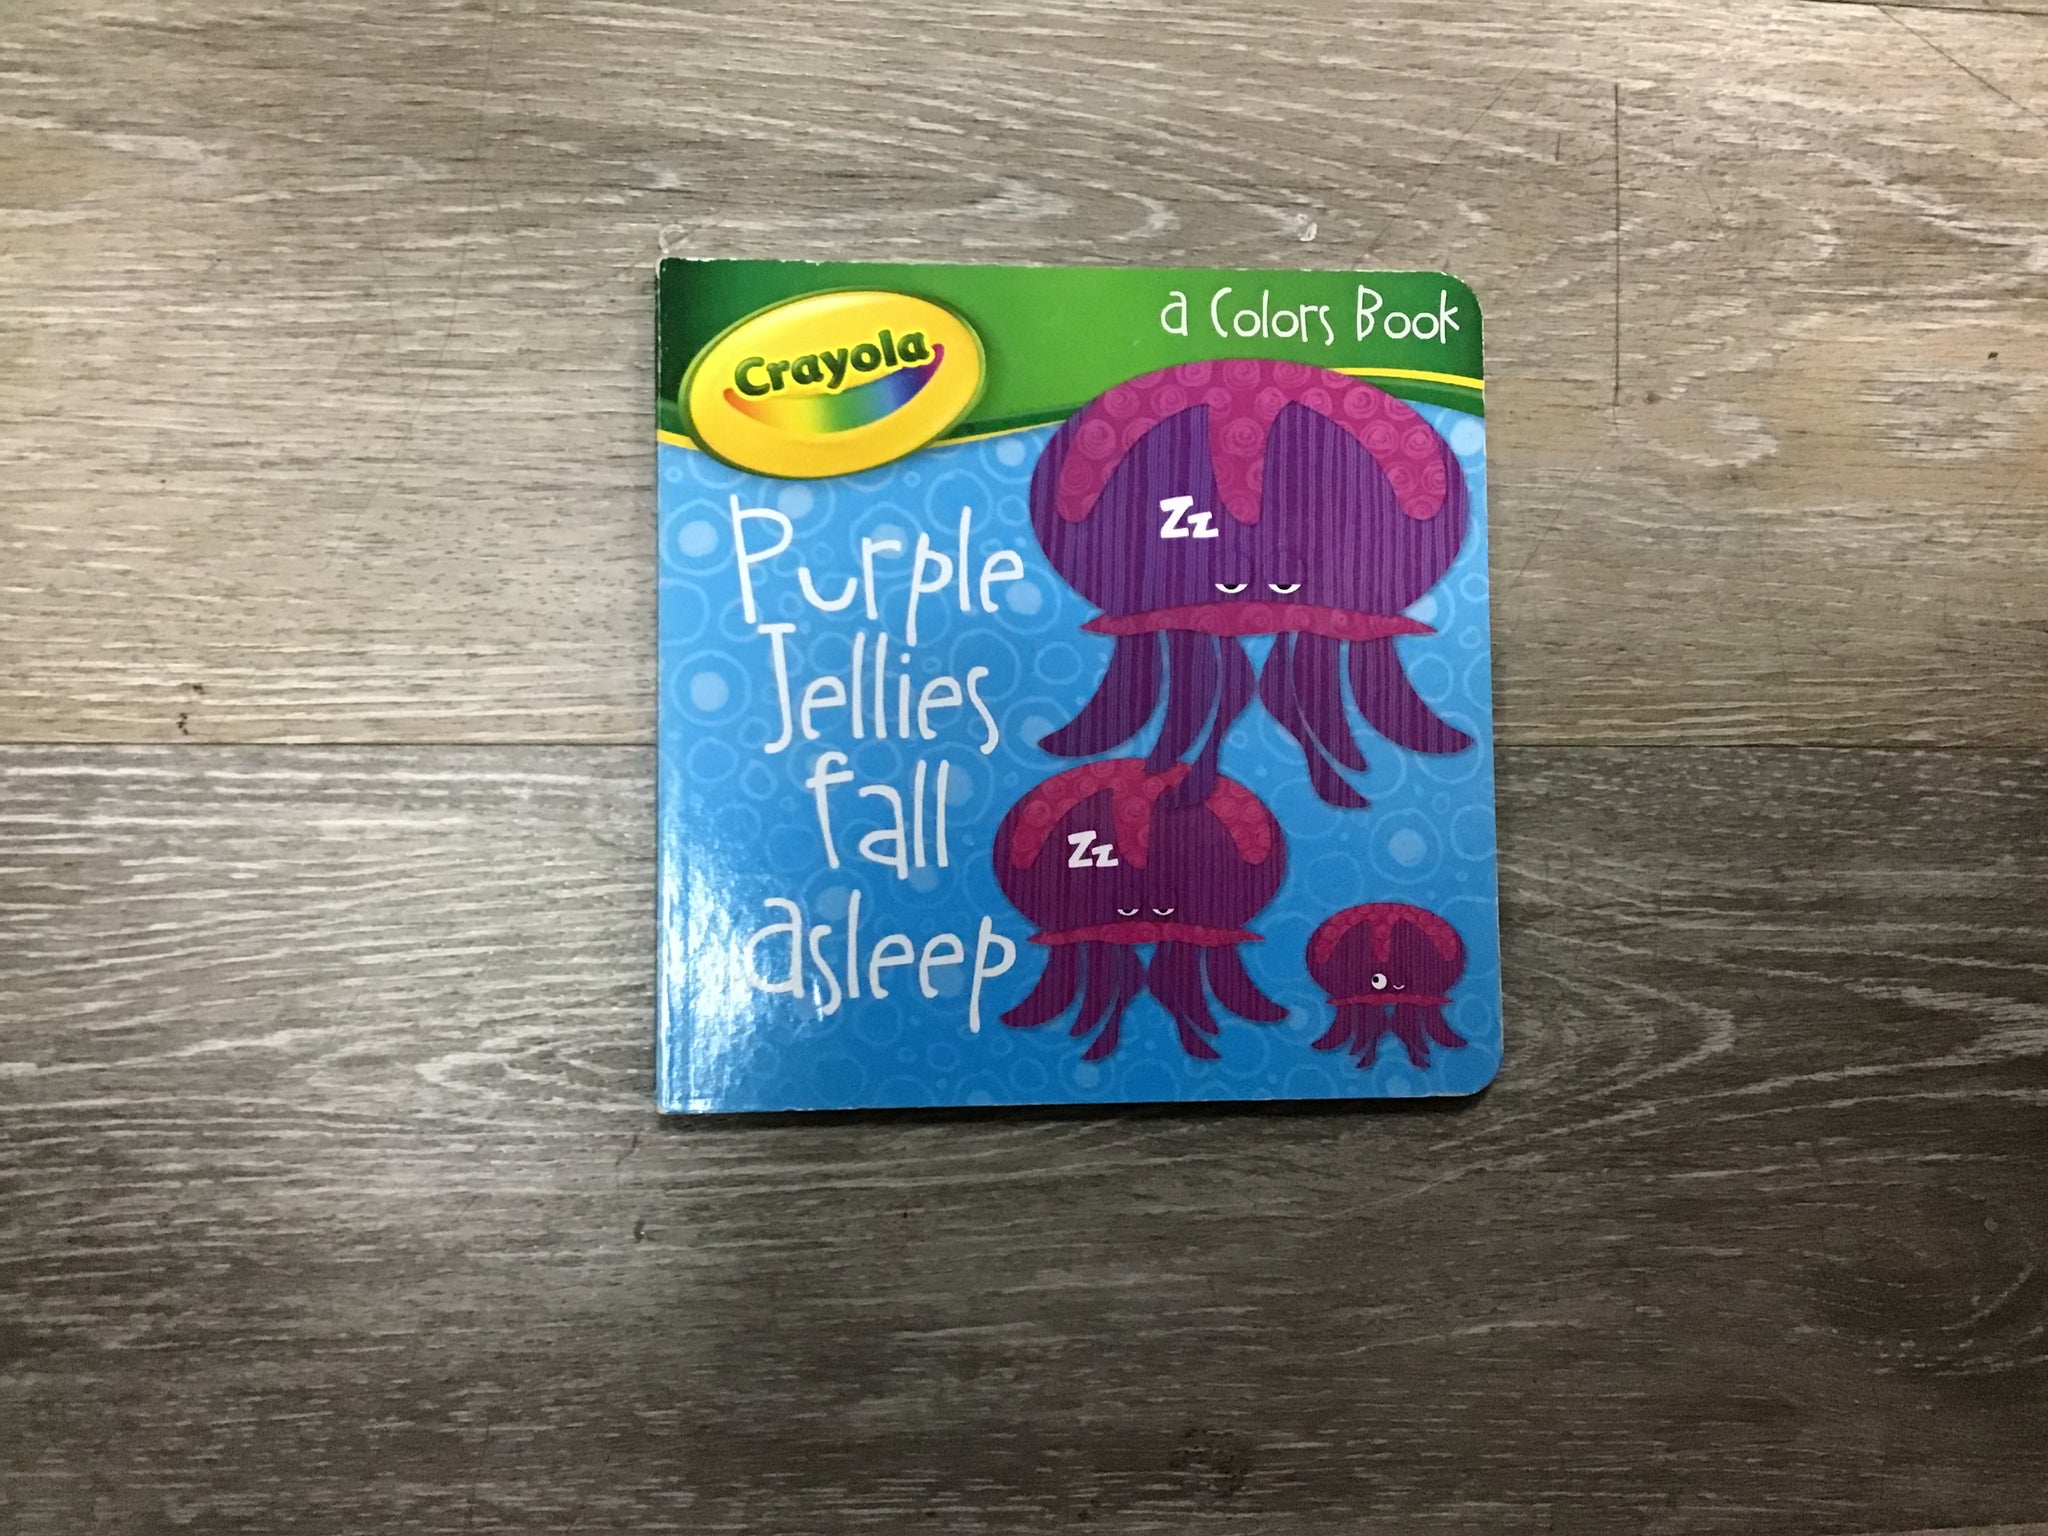 a Colors Book
Crayola
Purple
Jellies
fall
asleep
Zz
Zz